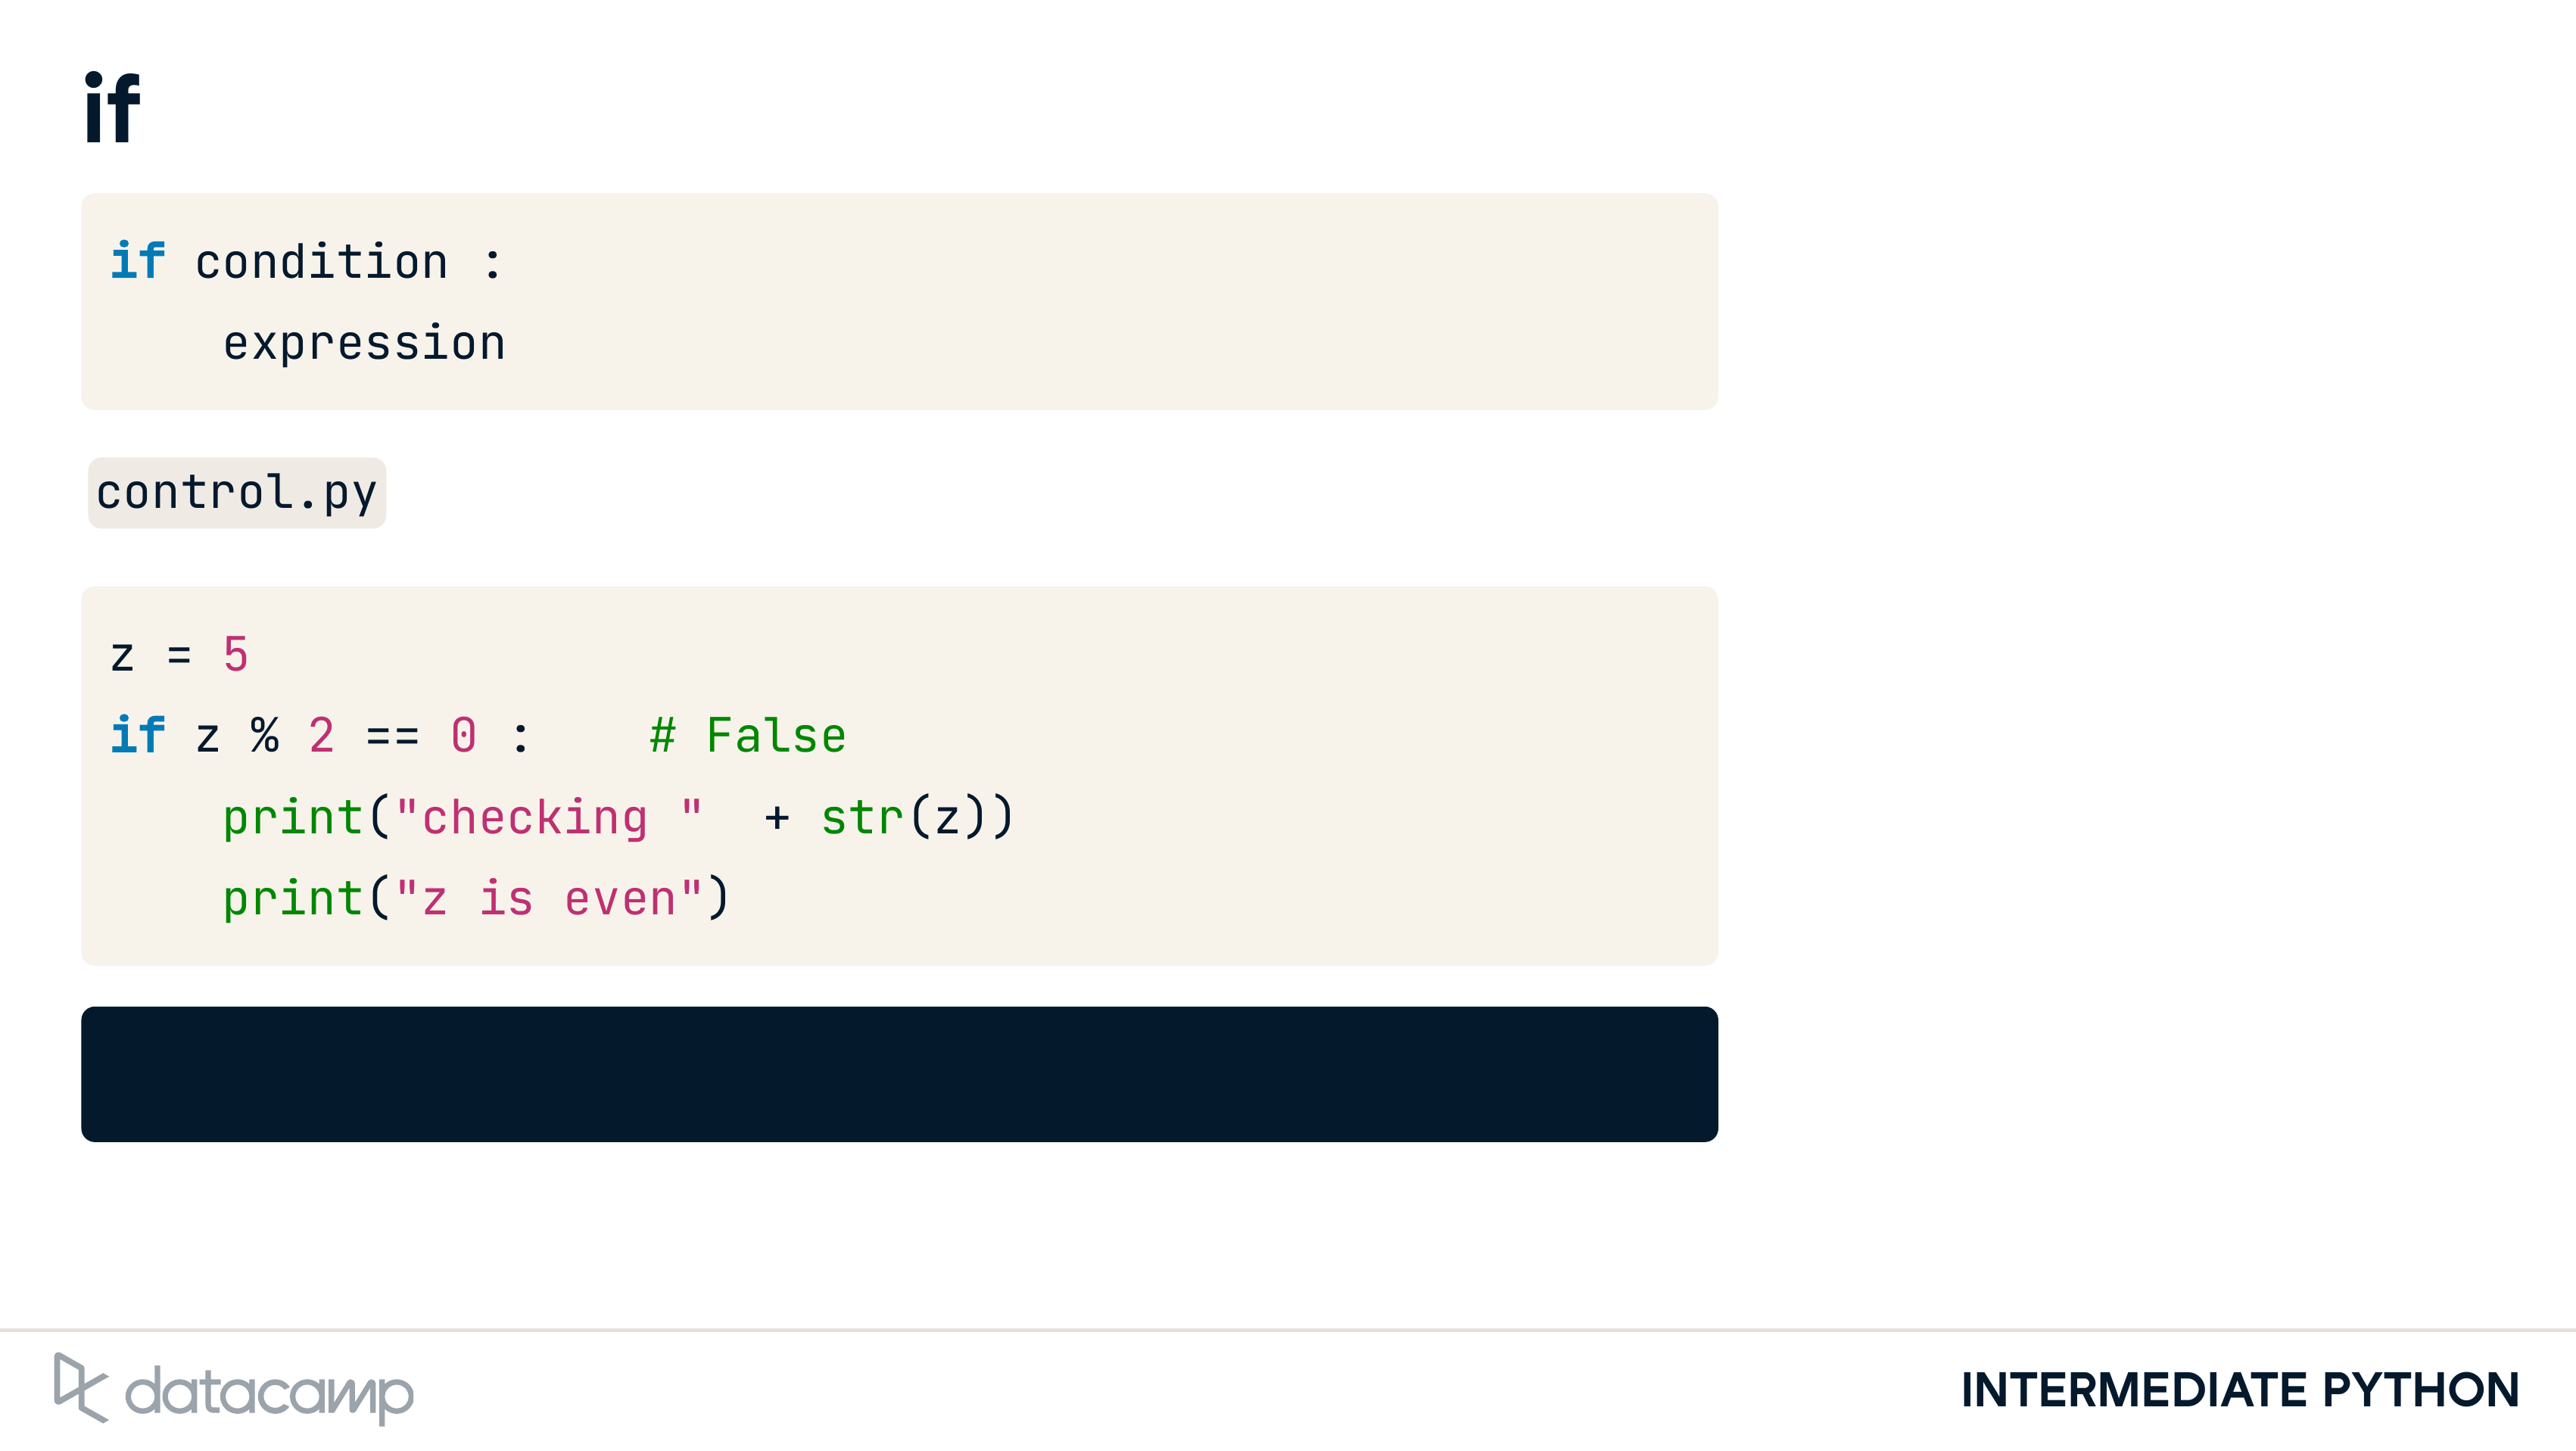 if
if condition :
    expression
control.py
z = 5
if z % 2 == 0 :    # False
    print("checking "  + str(z))
    print("z is even")
datacamp
INTERMEDIATE PYTHON